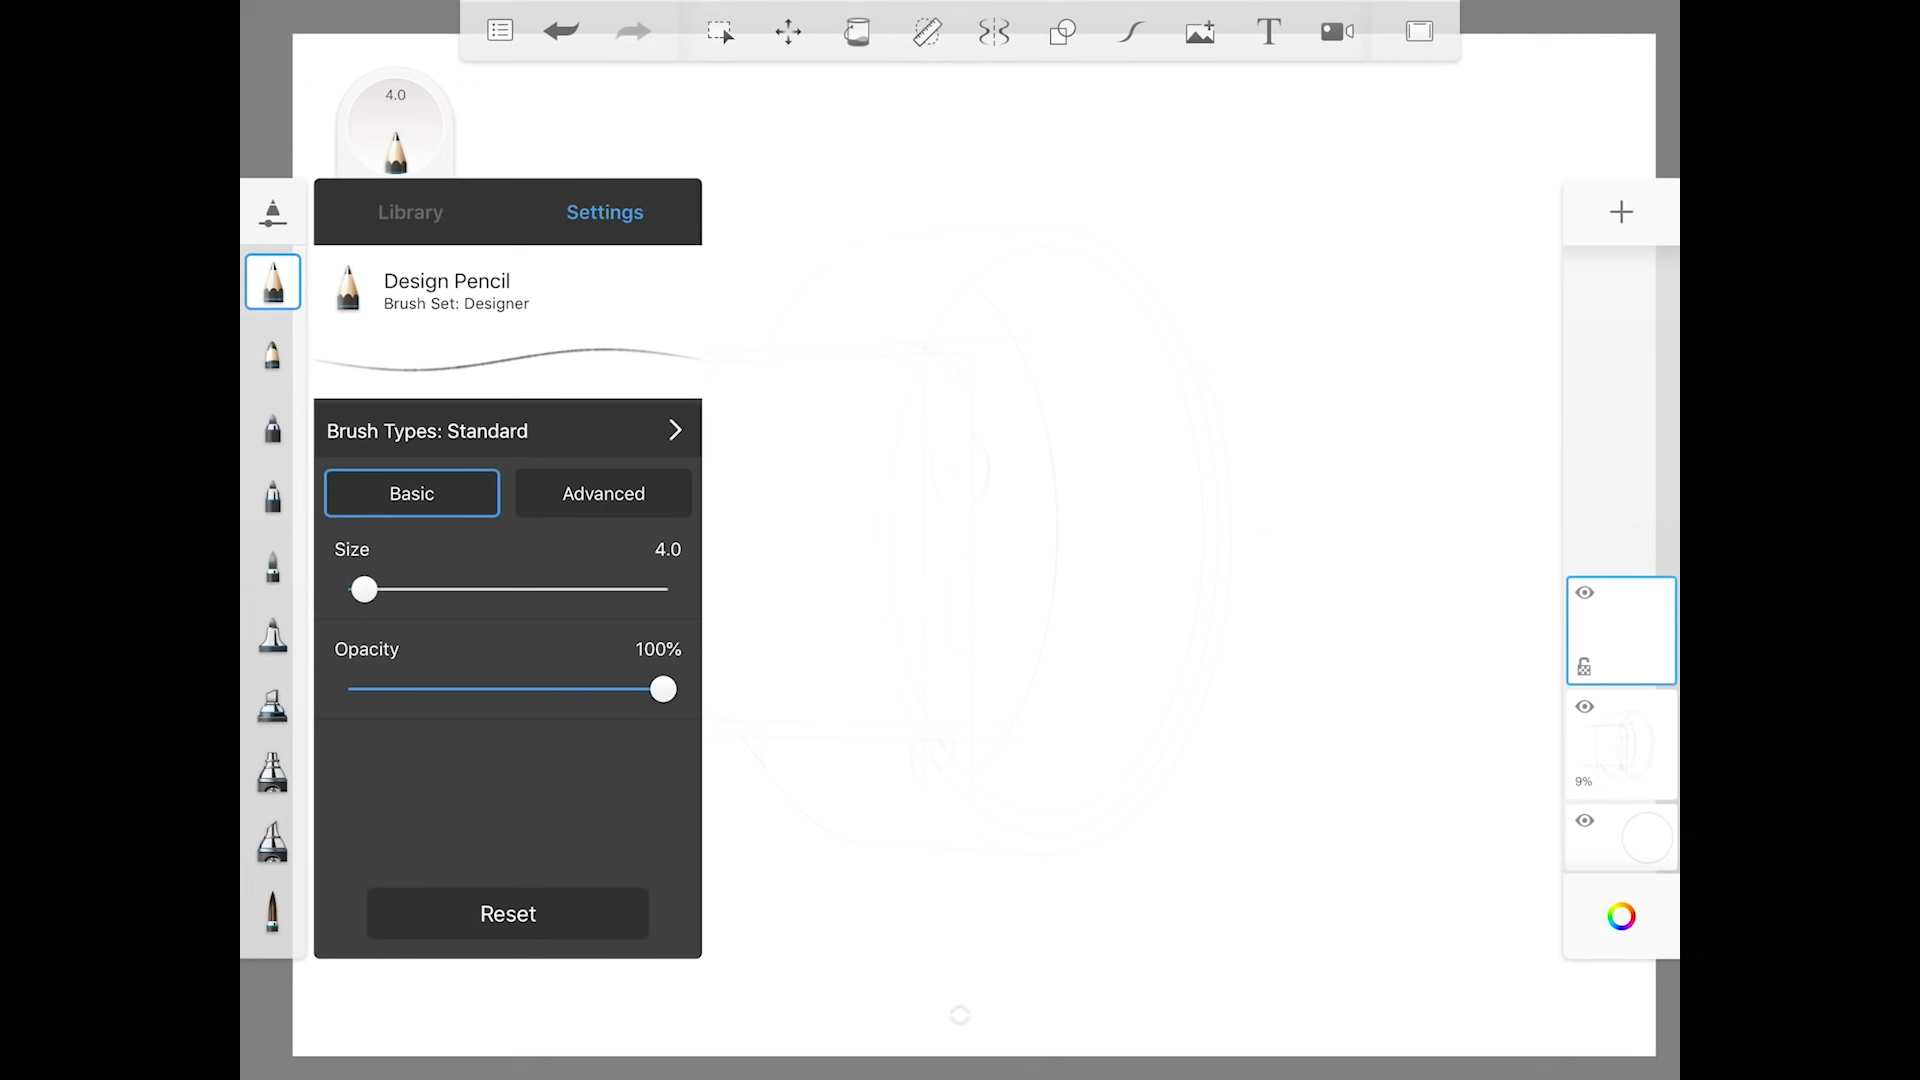 4.0
Library
Settings
Design Pencil
Brush Set: Designer
Brush Types: Standard
Basic
Advanced
Size
4.0
Opacity
100%
Reset
9%